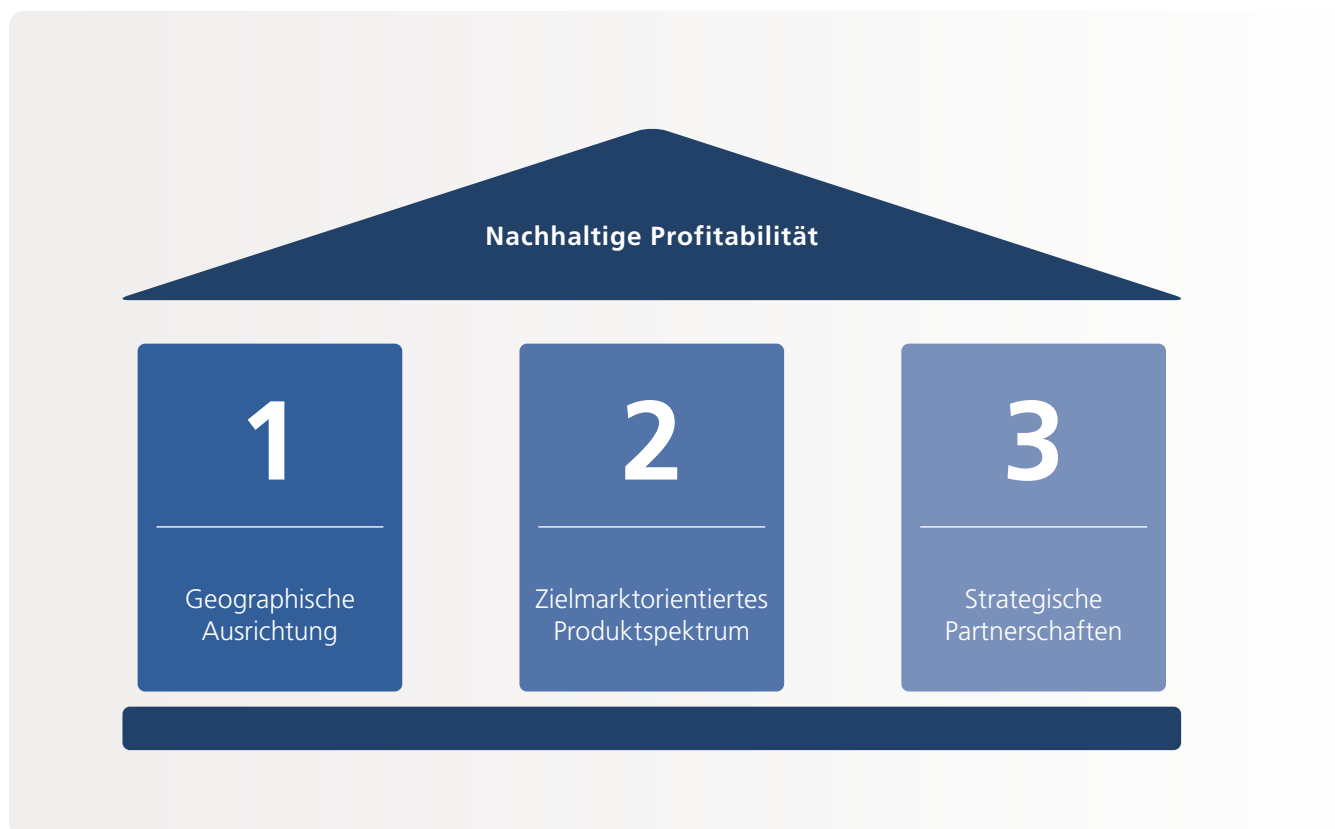 Nachhaltige Profitabilität
1
Geographische
Ausrichtung
2
Zielmarktorientiertes
Produktspektrum
3
Strategische
Partnerschaften